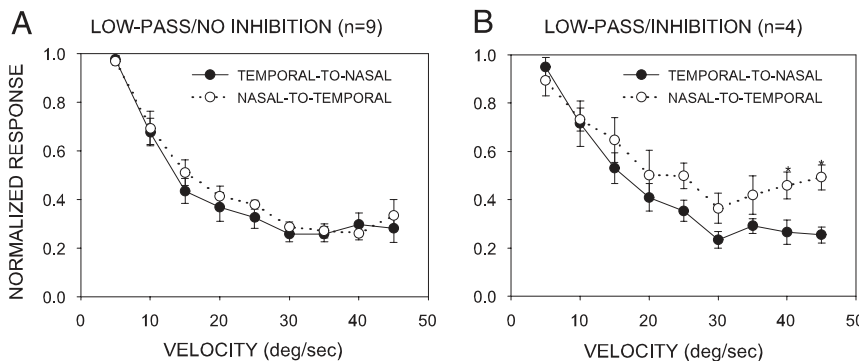 A LOW-PASS/NO INHIBITION (n=9)
NORMALIZED RESPONSE
1.0
0.8
0.6
0.4
0.2
0.0
TEMPORAL-TO-NASAL
NASAL-TO-TEMPORAL
0 10 20 30 40 50
VELOCITY (deg/sec)
B LOW-PASS/INHIBITION (n=4)
1.0
0.8
0.6
0.4
0.2
0.0
TEMPORAL-TO-NASAL
NASAL-TO-TEMPORAL
* *
0 10 20 30 40 50
VELOCITY (deg/sec)